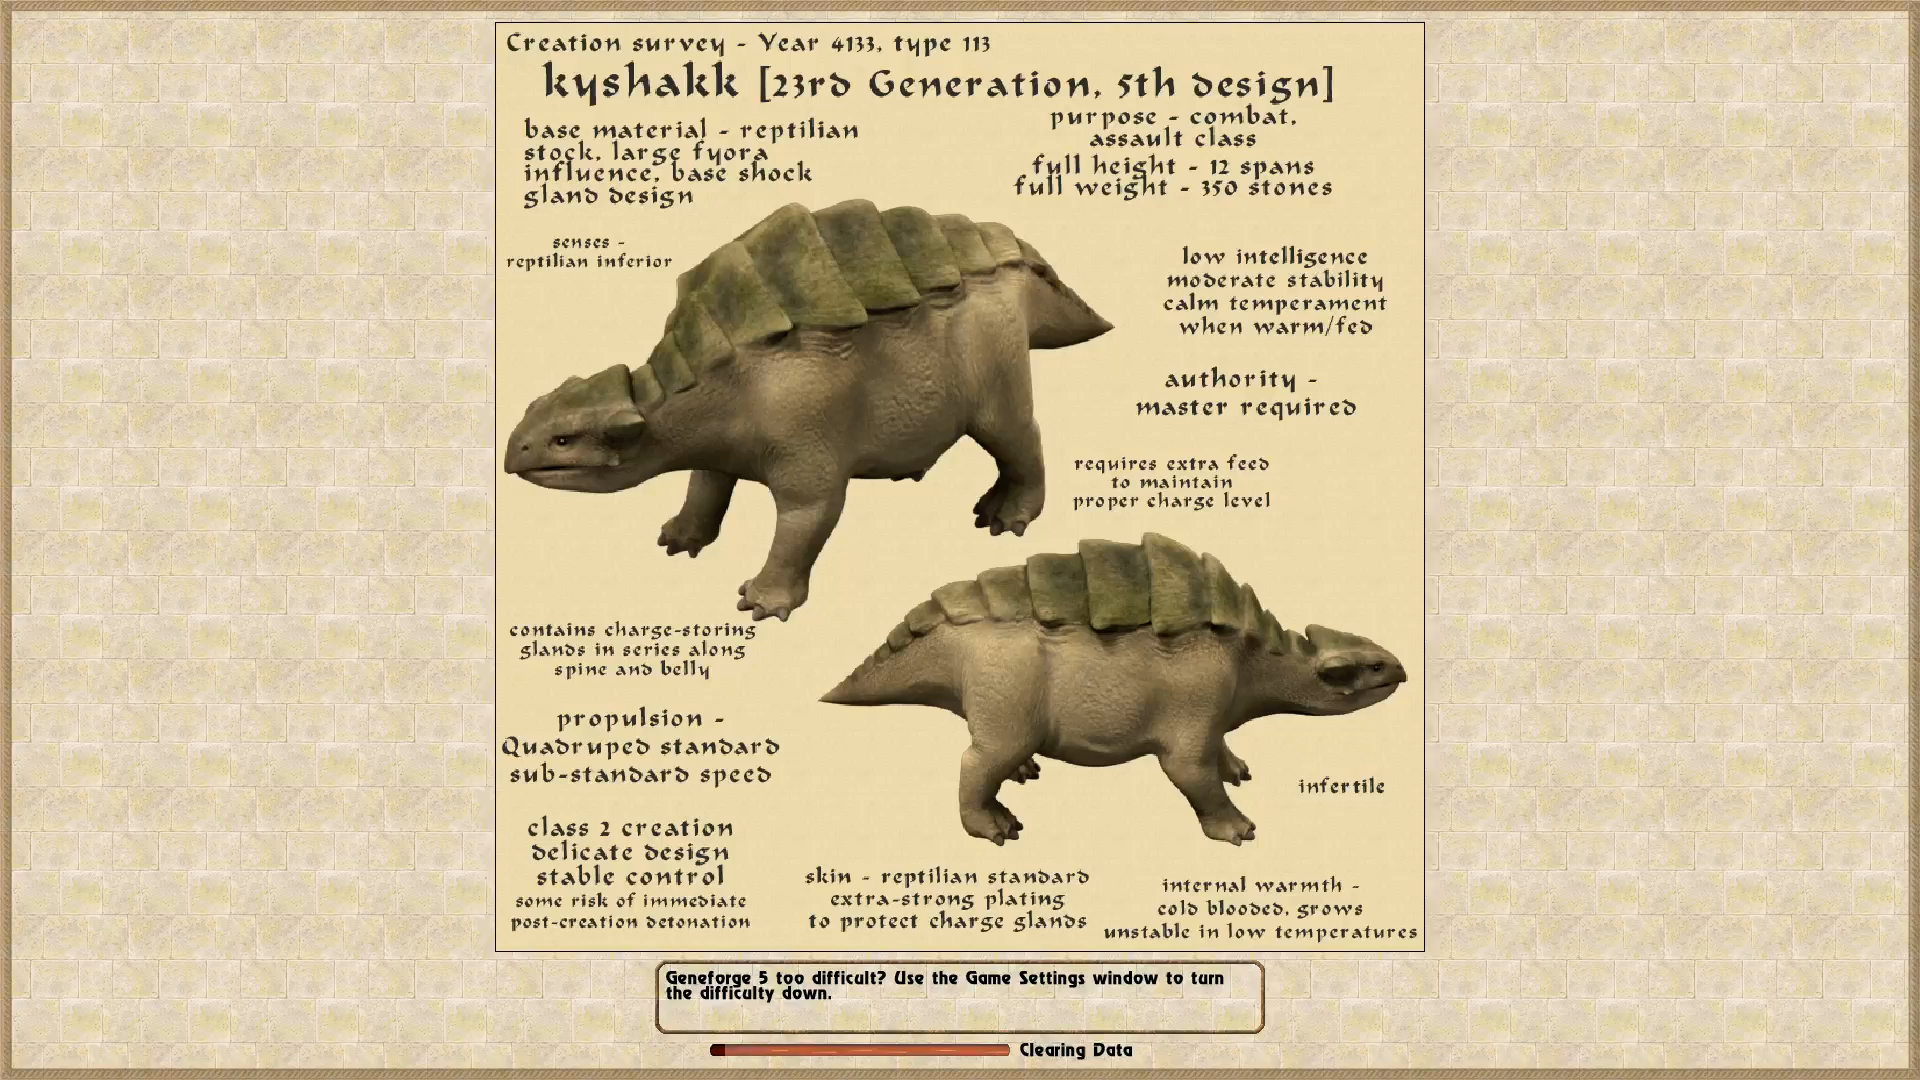 Creation survey - Year 4133, type 113
kyshakk [23rd Generation, 5th design]
base material - reptilian
stock, large fyora
influence, base shock
gland design
purpose - combat,
assault class
full height - 12 spans
full weight - 350 stones
senses -
reptilian inferior
low intelligence
moderate stability
calm temperament
when warm/fed
authority -
master required
requires extra feed
to maintain
proper charge level
contains charge-storing
glands in series along
spine and belly
propulsion -
Quadruped standard
sub-standard speed
infertile
class 2 creation
delicate design
stable control
some risk of immediate
post-creation detonation
skin - reptilian standard
extra-strong plating
to protect charge glands
internal warmth -
cold blooded, grows
unstable in low temperatures
Geneforge 5 too difficult? Use the Game Settings window to turn
the difficulty down.
Clearing Data